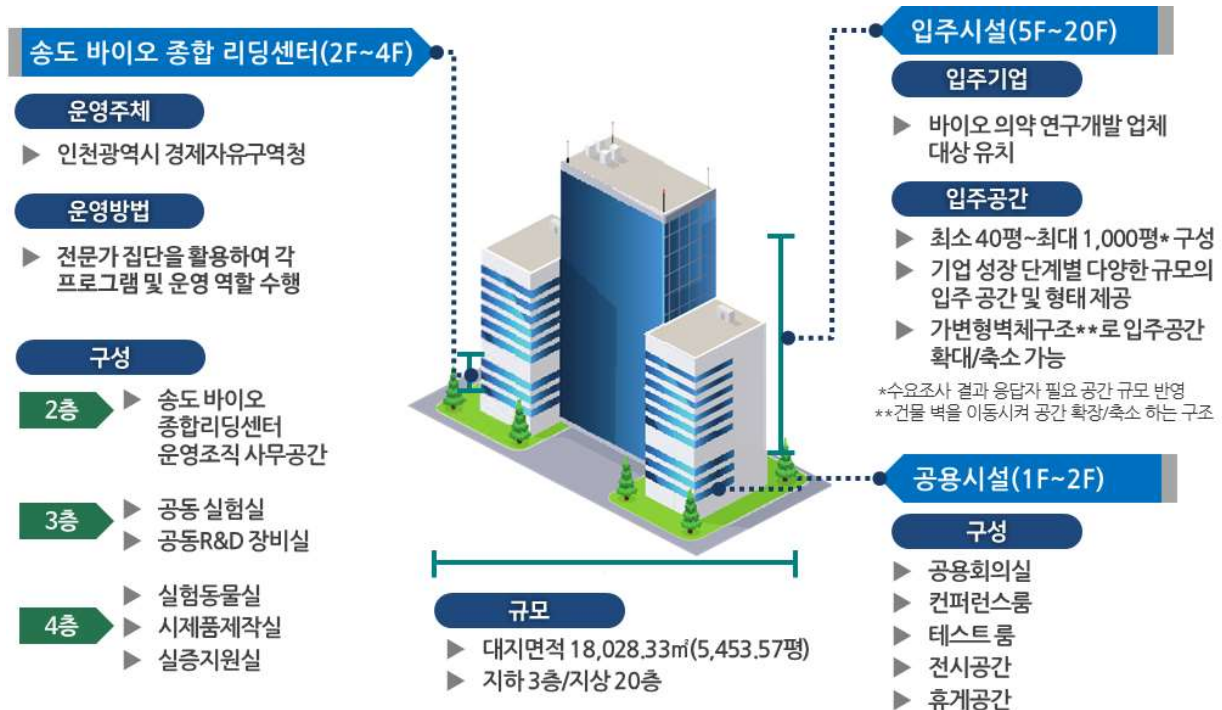 송도 바이오 종합 리딩센터(2F~4F)
운영주체
▶ 인천광역시 경제자유구역청
운영방법
▶ 전문가 집단을 활용하여 각
프로그램 및 운영 역할 수행
구성
2층
▶ 송도 바이오
종합리딩센터
운영조직 사무공간
3층
▶ 공동 실험실
▶ 공동R&D 장비실
4층
▶ 실험동물실
▶ 시제품제작실
▶ 실증지원실
규모
▶ 대지면적 18,028.33㎡(5,453.57평)
▶ 지하 3층/지상 20층
입주시설(5F~20F)
입주기업
▶ 바이오 의약 연구개발 업체
대상 유치
입주공간
▶ 최소 40평~최대 1,000평* 구성
▶ 기업 성장 단계별 다양한 규모의
입주 공간 및 형태 제공
▶ 가변형벽체구조**로 입주공간
확대/축소 가능
*수요조사 결과 응답자 필요 공간 규모 반영
**건물 벽을 이동시켜 공간 확장/축소 하는 구조
공용시설(1F~2F)
구성
▶ 공용회의실
▶ 컨퍼런스룸
▶ 테스트 룸
▶ 전시공간
▶ 휴게공간